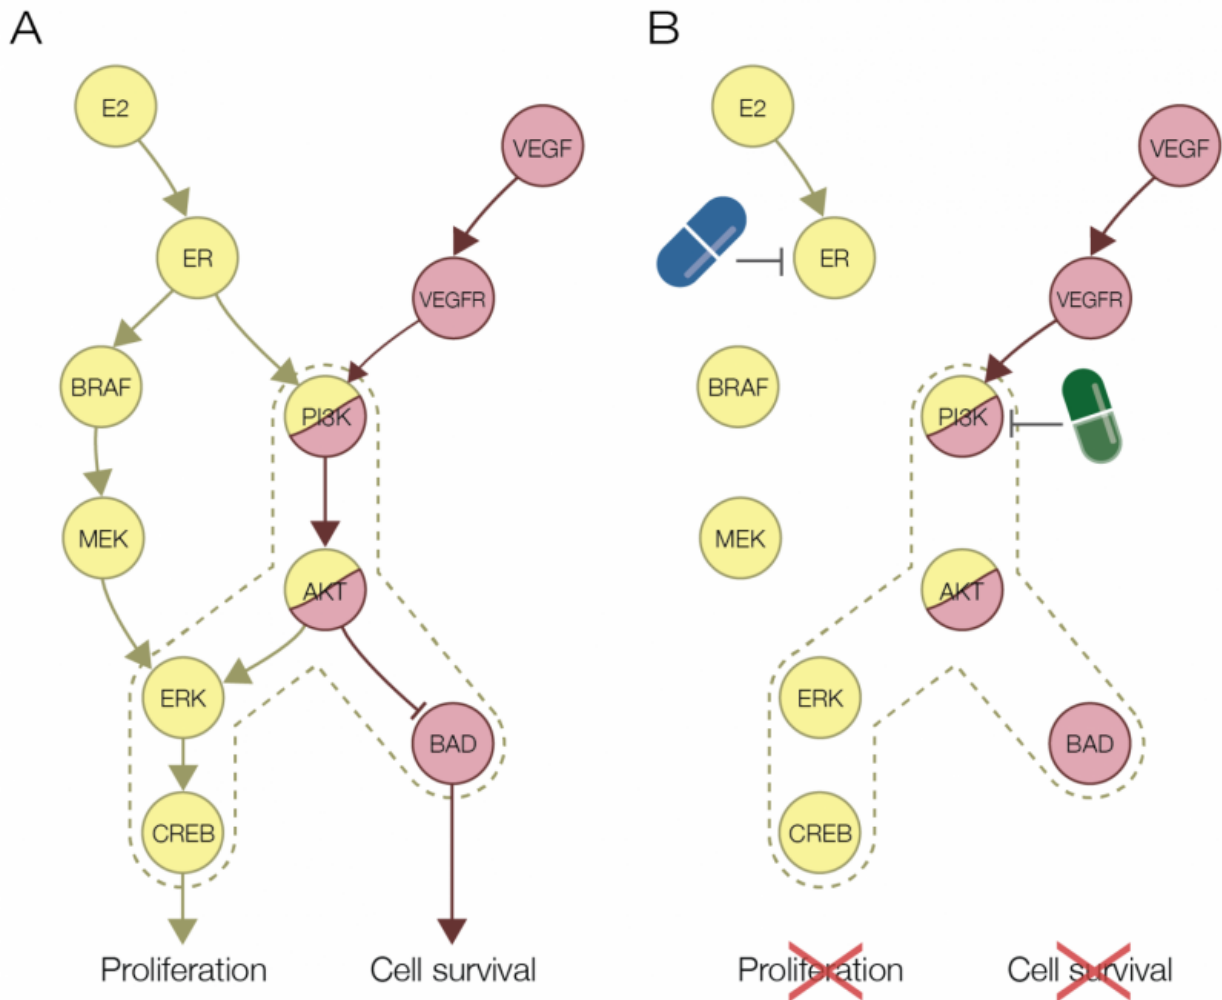 A
E2
VEGF
ER
VEGFR
BRAF
PI3K
MEK
AKT
ERK
BAD
CREB
Proliferation
Cell survival
B
E2
VEGF
ER
VEGFR
BRAF
PI3K
MEK
AKT
ERK
BAD
CREB
Proliferation
Cell survival